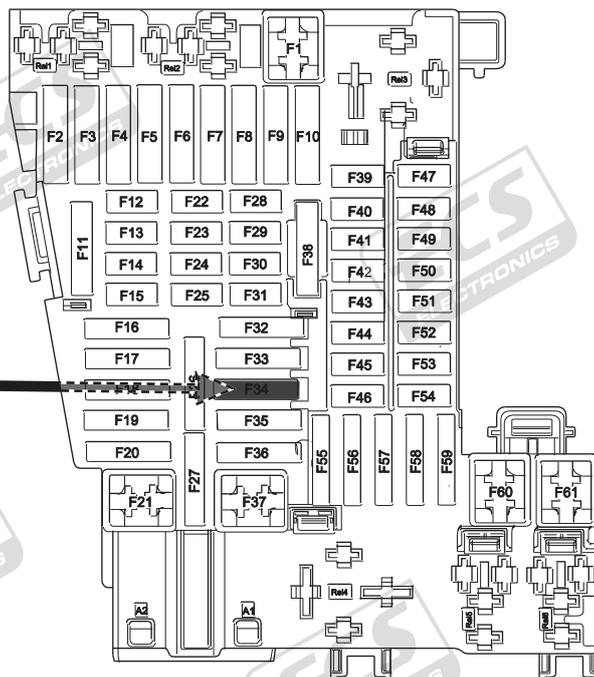 F1
Rel1
Rel2
Rel3
F2 F3 F4 F5 F6 F7 F8 F9 F10
F39 F47
F12 F22 F28
F40 F48
F11
F13 F23 F29
F38
F41 F49
F14 F24 F30
F42 F50
F15 F25 F31
F43 F51
F16 F32
F44 F52
F17 F33
F45 F53
F34
F46 F54
F19 F35
F20 F36
F27
F55 F56 F57 F58 F59
F21 F37
F60 F61
Rel4
A2 A1
Rel5
Rel6
ECS
ELECTRONICS